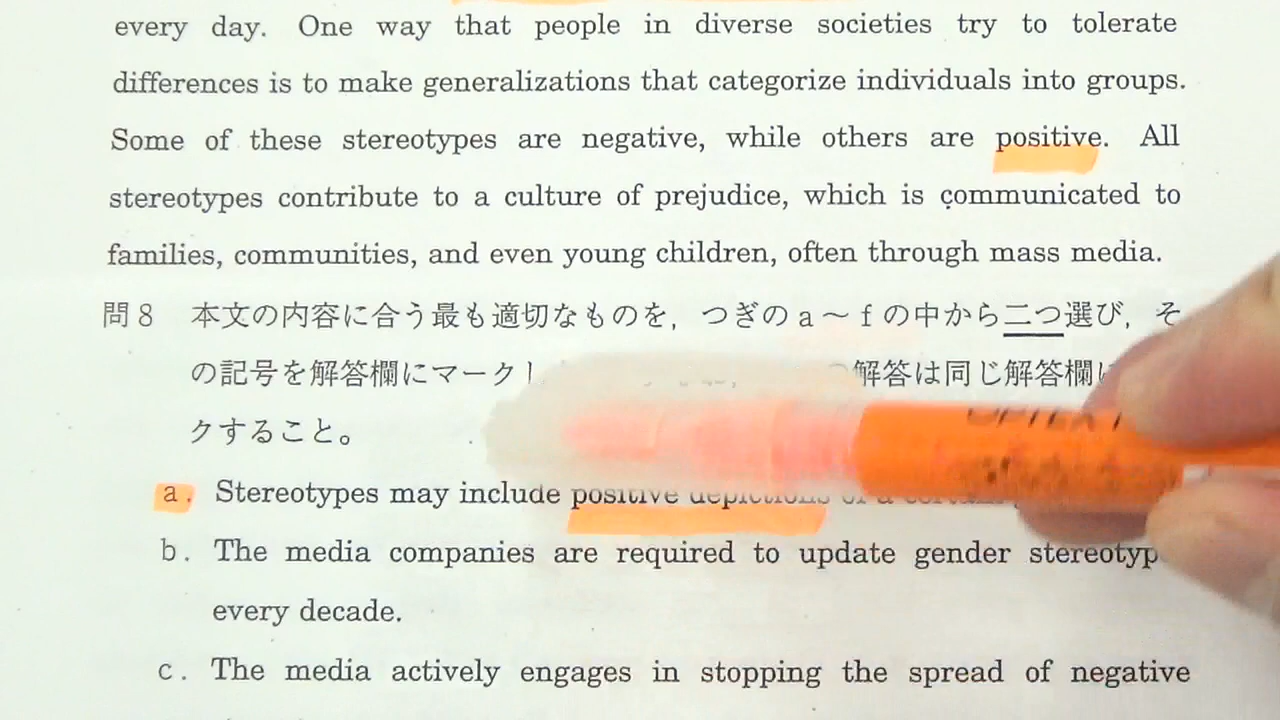 every day. One way that people in diverse societies try to tolerate
differences is to make generalizations that categorize individuals into groups.
Some of these stereotypes are negative, while others are positive. All
stereotypes contribute to a culture of prejudice, which is communicated to
families, communities, and even young children, often through mass media.
問8 本文の内容に合う最も適切なものを,つぎのa～fの中から二つ選び,そ
の記号を解答欄にマークし 解答は同じ解答欄に
クすること。
a. Stereotypes may include positive depictions of a
b. The media companies are required to update gender
every decade.
c. The media actively engages in stopping the spread of negative